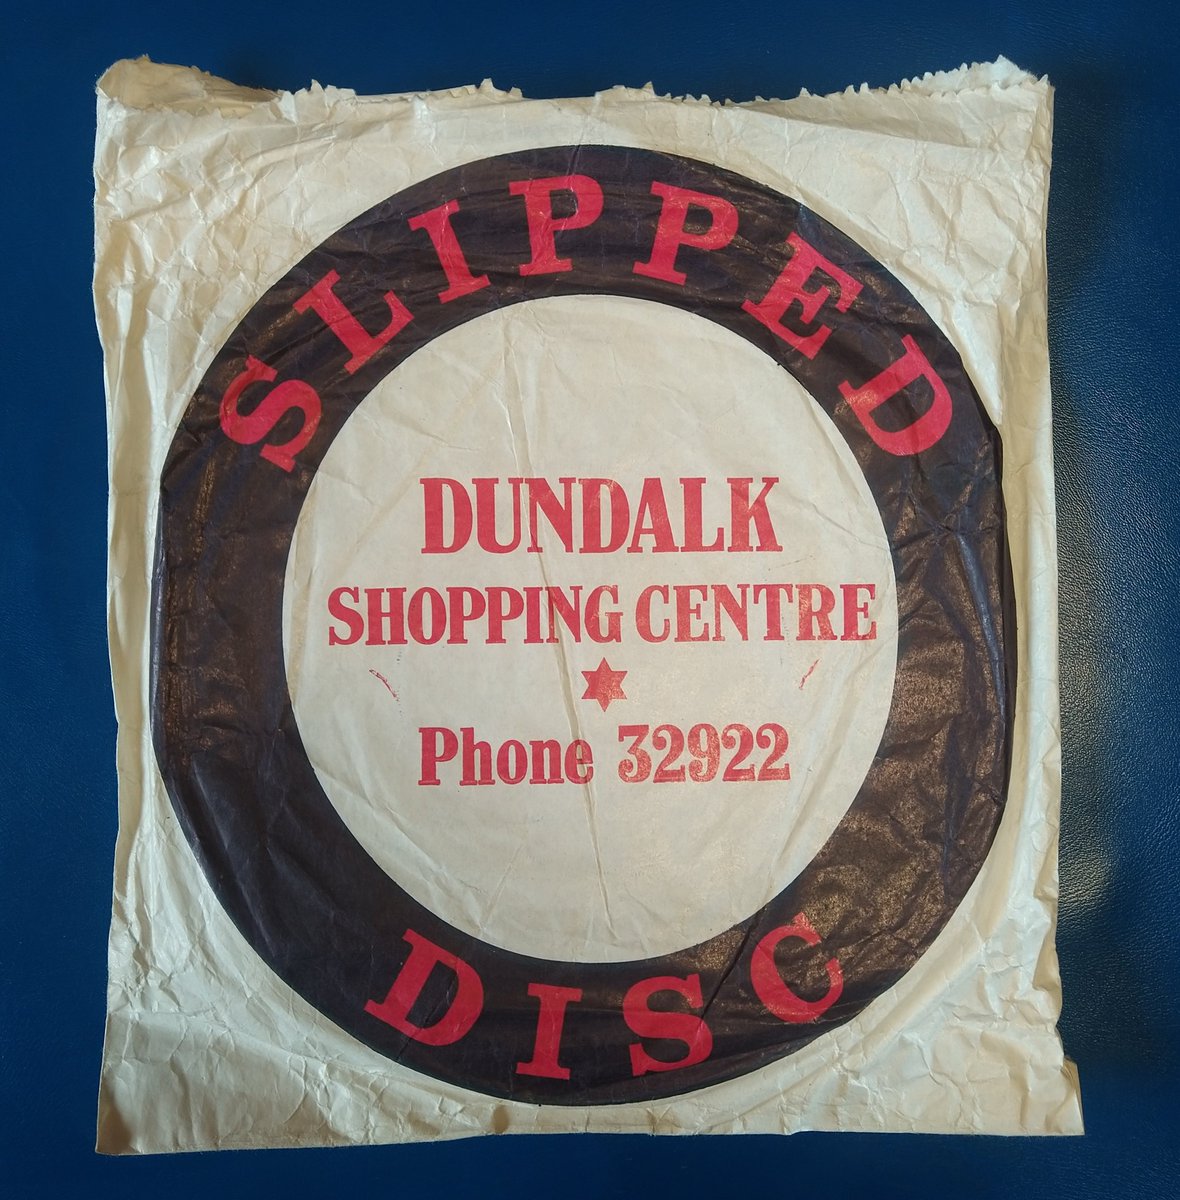 SLIPPED
DUNDALK
SHOPPING CENTRE
Phone 32922
DISC